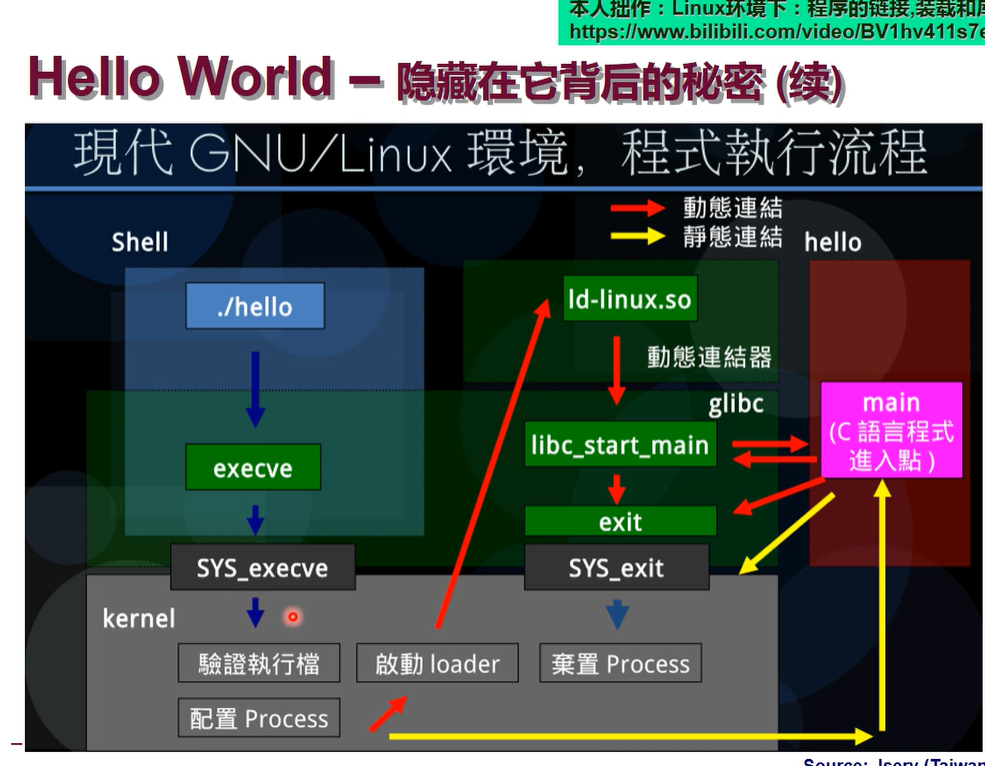 本人拙作：Linux环境下：程序的链接,装载和
https://www.bilibili.com/video/BV1hv411s7
Hello World – 隐藏在它背后的秘密 (续)
現代 GNU/Linux 環境，程式執行流程
動態連結
靜態連結
Shell
hello
./hello
ld-linux.so
動態連結器
glibc
main
(C 語言程式
進入點 )
libc_start_main
execve
exit
SYS_execve
SYS_exit
kernel
驗證執行檔
啟動 loader
棄置 Process
配置 Process
Source: Jserv (Taiwan